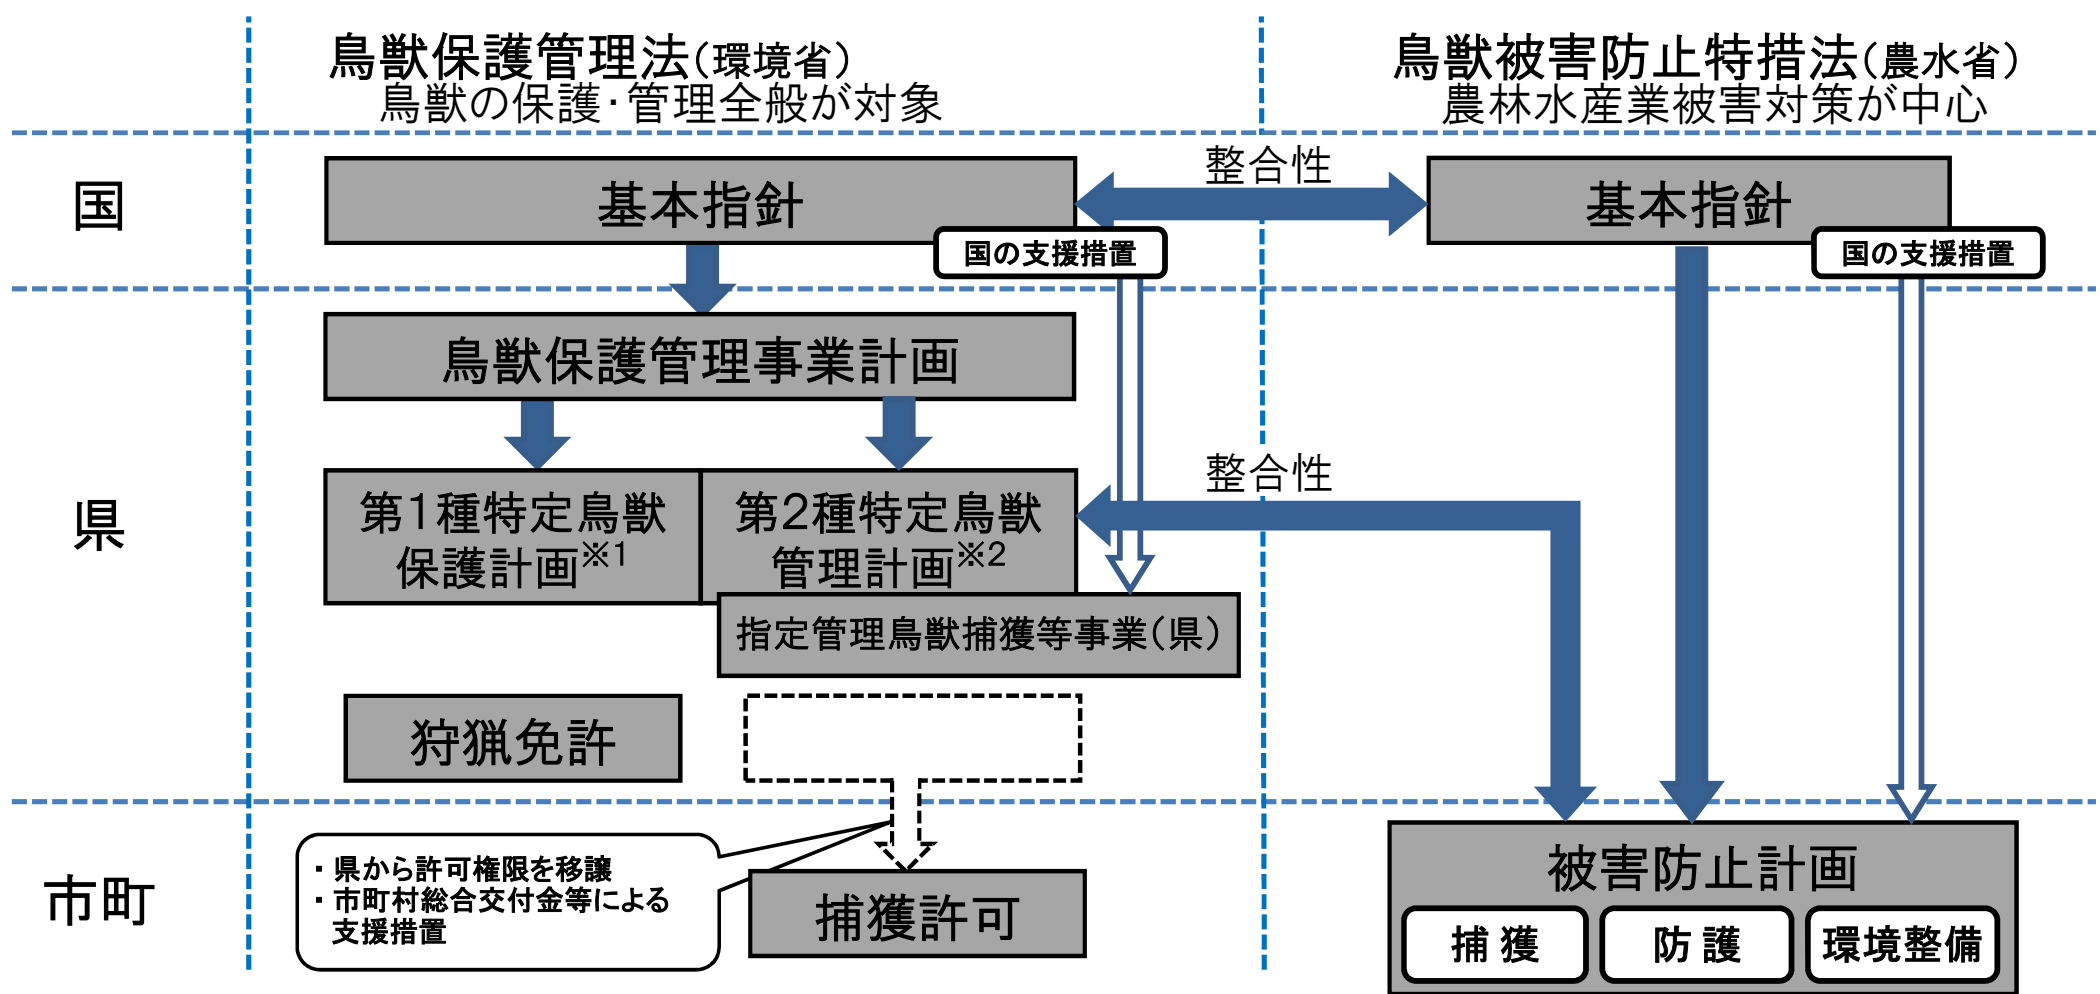 鳥獣保護管理法（環境省）
鳥獣の保護・管理全般が対象
鳥獣被害防止特措法（農水省）
農林水産業被害対策が中心
国
基本指針
整合性
基本指針
国の支援措置
国の支援措置
県
鳥獣保護管理事業計画
第1種特定鳥獣
保護計画※1
第2種特定鳥獣
管理計画※2
整合性
指定管理鳥獣捕獲等事業（県）
狩猟免許
市町
・県から許可権限を移譲
・市町村総合交付金等による
支援措置
捕獲許可
被害防止計画
捕 獲
防 護
環境整備